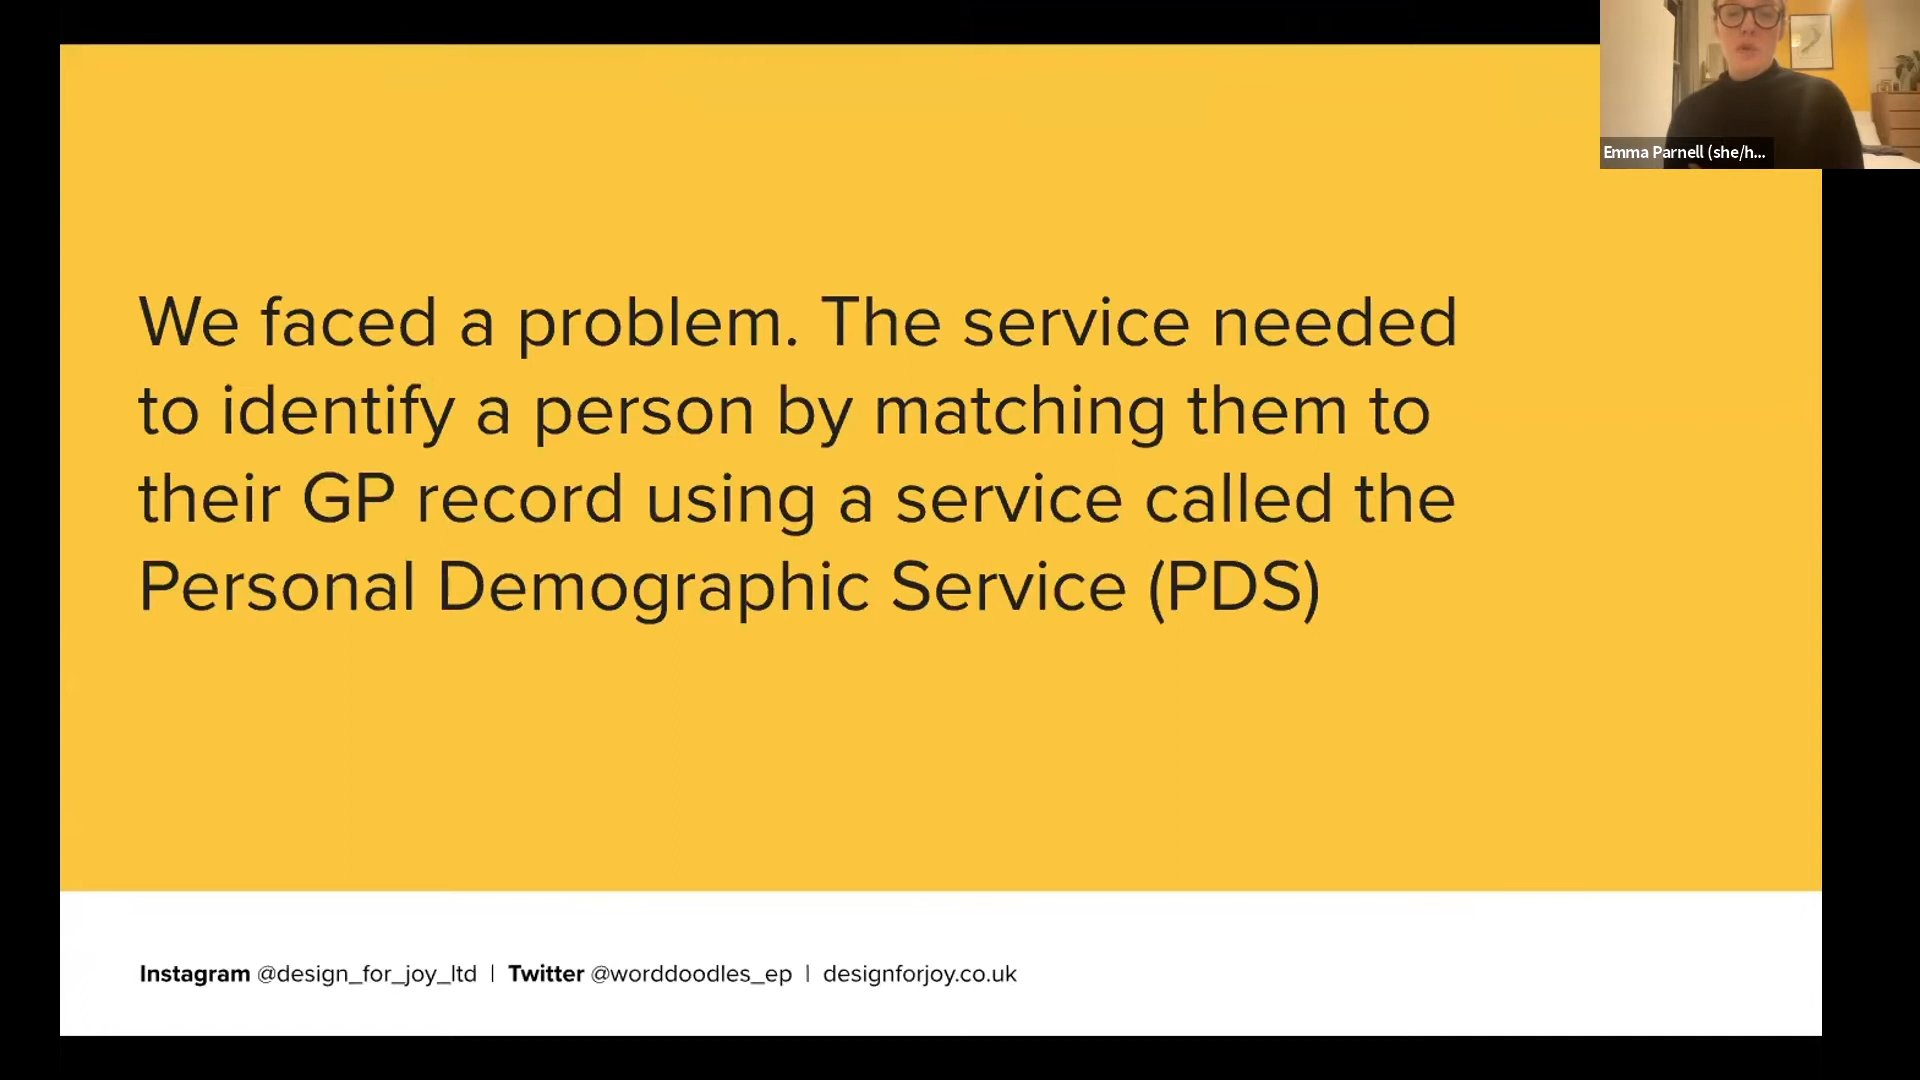 Emma Parnell (she/h...
We faced a problem. The service needed
to identify a person by matching them to
their GP record using a service called the
Personal Demographic Service (PDS)
Instagram @design_for_joy_ltd | Twitter @worddoodles_ep | designforjoy.co.uk